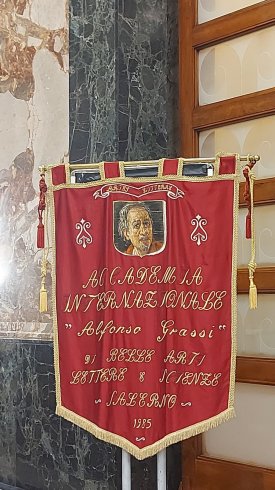 ACCADEMIA
INTERNAZIONALE
"Alfonso Grassi"
DI BELLE ARTI
LETTERE E SCIENZE
SALERNO
1985